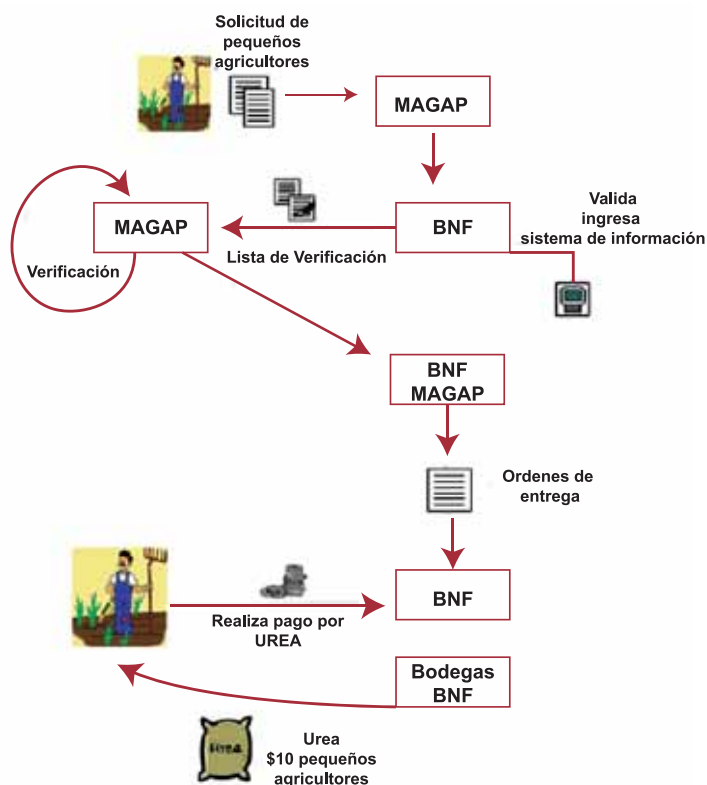 Solicitud de
pequeños
agricultores
MAGAP
BNF
Valida
ingresa
sistema de información
MAGAP
Lista de Verificación
Verificación
BNF
MAGAP
Ordenes de
entrega
BNF
Realiza pago por
UREA
Bodegas
BNF
Urea
$10 pequeños
agricultores